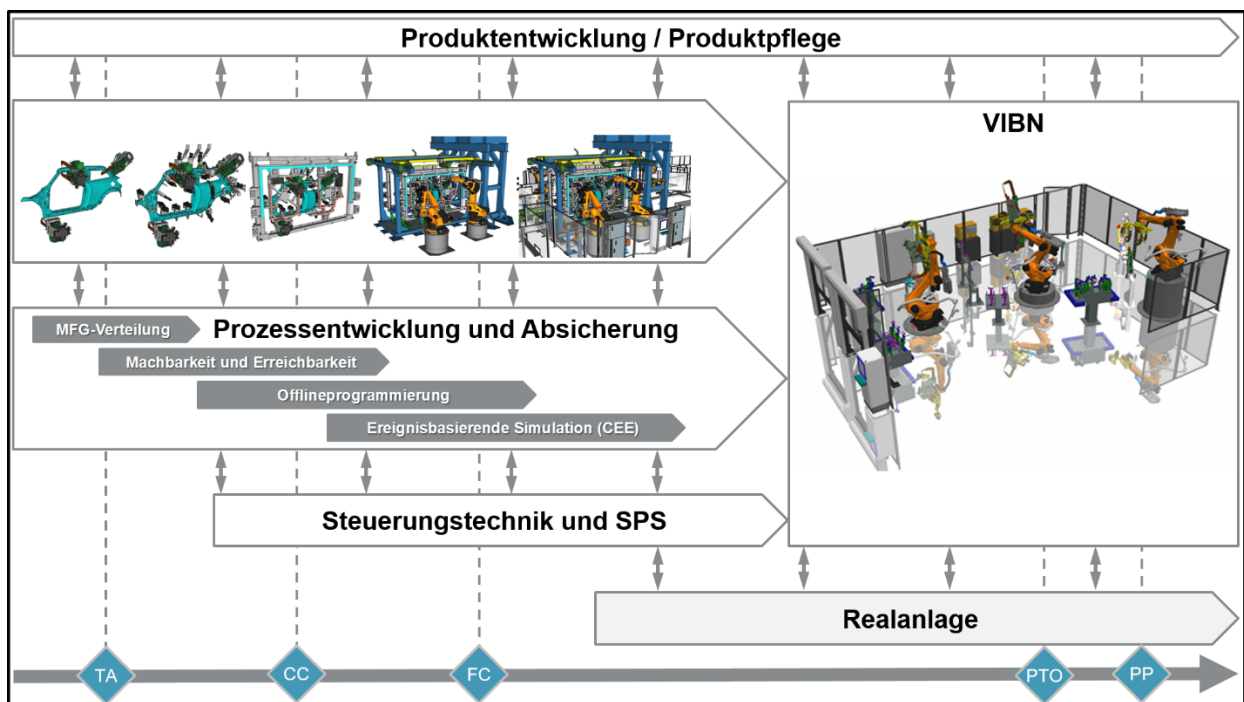 Produktentwicklung / Produktpflege
VIBN
Prozessentwicklung und Absicherung
MFG-Verteilung
Machbarkeit und Erreichbarkeit
Offlineprogrammierung
Ereignisbasierende Simulation (CEE)
Steuerungstechnik und SPS
Realanlage
TA
CC
FC
PTO
PP